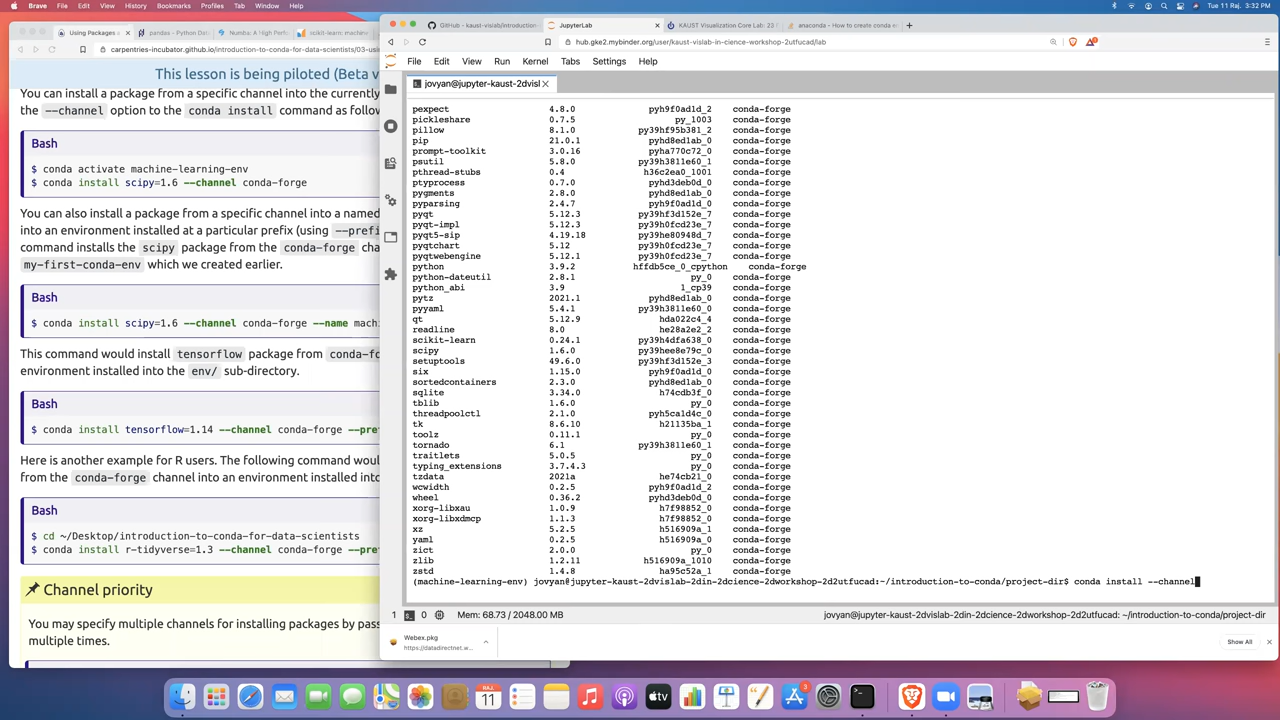 Brave File Edit View History Bookmarks Profiles Tab Window Help
Tue 11 Raj. 3:32 PM
Using Packages a
pandas - Python Dat
Numba: A High Perfo
scikit-learn: machin
carpentries-incubator.github.io/introduction-to-conda-for-data-scientists/03-usi
This lesson is being piloted (Beta v
You can install a package from a specific channel into the currently
the --channel option to the conda install command as follow
Bash
$ conda activate machine-learning-env
$ conda install scipy=1.6 --channel conda-forge
You can also install a package from a specific channel into a named
into an environment installed at a particular prefix (using --prefi
command installs the scipy package from the conda-forge cha
my-first-conda-env which we created earlier.
Bash
$ conda install scipy=1.6 --channel conda-forge --name machi
This command would install tensorflow package from conda-fo
environment installed into the env/ sub-directory.
Bash
$ conda install tensorflow=1.14 --channel conda-forge --pre
Here is another example for R users. The following command would
from the conda-forge channel into an environment installed into
Bash
$ cd ~/Desktop/introduction-to-conda-for-data-scientists
$ conda install r-tidyverse=1.3 --channel conda-forge --pref
Channel priority
You may specify multiple channels for installing packages by pass
multiple times.
GitHub - kaust-vislab/introduction-
JupyterLab
KAUST Visualization Core Lab: 23 S
anaconda - How to create conda e
hub.gke2.mybinder.org/user/kaust-vislab-in-cience-workshop-2utfucad/lab
File Edit View Run Kernel Tabs Settings Help
jovyan@jupyter-kaust-2dvisl
pexpect 4.8.0 pyh9f0ad1d_2 conda-forge
pickleshare 0.7.5 py_1003 conda-forge
pillow 8.1.0 py39hf95b381_2 conda-forge
pip 21.0.1 pyhd8ed1ab_0 conda-forge
prompt-toolkit 3.0.16 pyha770c72_0 conda-forge
psutil 5.8.0 py39h3811e60_1 conda-forge
pthread-stubs 0.4 h36c2ea0_1001 conda-forge
ptyprocess 0.7.0 pyhd3deb0d_0 conda-forge
pygments 2.8.0 pyhd8ed1ab_0 conda-forge
pyparsing 2.4.7 pyh9f0ad1d_0 conda-forge
pyqt 5.12.3 py39hf3d152e_7 conda-forge
pyqt-impl 5.12.3 py39h0fcd23e_7 conda-forge
pyqt5-sip 4.19.18 py39he80948d_7 conda-forge
pyqtchart 5.12 py39h0fcd23e_7 conda-forge
pyqtwebengine 5.12.1 py39h0fcd23e_7 conda-forge
python 3.9.2 hffdb5ce_0_cpython conda-forge
python-dateutil 2.8.1 py_0 conda-forge
python_abi 3.9 1_cp39 conda-forge
pytz 2021.1 pyhd8ed1ab_0 conda-forge
pyyaml 5.4.1 py39h3811e60_0 conda-forge
qt 5.12.9 hda022c4_4 conda-forge
readline 8.0 he28a2e2_2 conda-forge
scikit-learn 0.24.1 py39h4dfa638_0 conda-forge
scipy 1.6.0 py39hee8e79c_0 conda-forge
setuptools 49.6.0 py39hf3d152e_3 conda-forge
six 1.15.0 pyh9f0ad1d_0 conda-forge
sortedcontainers 2.3.0 pyhd8ed1ab_0 conda-forge
sqlite 3.34.0 h74cdb3f_0 conda-forge
tblib 1.6.0 py_0 conda-forge
threadpoolctl 2.1.0 pyh5ca1d4c_0 conda-forge
tk 8.6.10 h21135ba_1 conda-forge
toolz 0.11.1 py_0 conda-forge
tornado 6.1 py39h3811e60_1 conda-forge
traitlets 5.0.5 py_0 conda-forge
typing_extensions 3.7.4.3 py_0 conda-forge
tzdata 2021a he74cb21_0 conda-forge
wcwidth 0.2.5 pyh9f0ad1d_2 conda-forge
wheel 0.36.2 pyhd3deb0d_0 conda-forge
xorg-libxau 1.0.9 h7f98852_0 conda-forge
xorg-libxdmcp 1.1.3 h7f98852_0 conda-forge
xz 5.2.5 h516909a_1 conda-forge
yaml 0.2.5 h516909a_0 conda-forge
zict 2.0.0 py_0 conda-forge
zlib 1.2.11 h516909a_1010 conda-forge
zstd 1.4.8 ha95c52a_1 conda-forge
(machine-learning-env) jovyan@jupyter-kaust-2dvislab-2din-2dcience-2dworkshop-2d2utfucad:~/introduction-to-conda/project-dir$ conda install --channel
1 0 Mem: 68.73 / 2048.00 MB
jovyan@jupyter-kaust-2dvislab-2din-2dcience-2dworkshop-2d2utfucad: ~/introduction-to-conda/project-dir
Webex.pkg
https://datadirectnet.w...
Show All
RAJ.
11
3